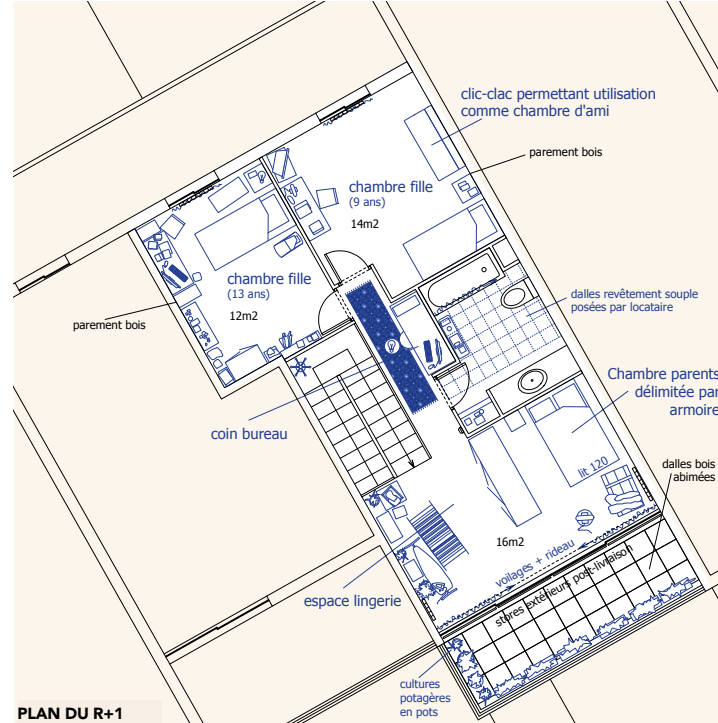 clic-clac permettant utilisation
comme chambre d'ami
parement bois
chambre fille
(9 ans)
14m2
chambre fille
(13 ans)
12m2
parement bois
dalles revêtement souple
posées par locataire
Chambre parents
délimitée par
armoire
coin bureau
lit 120
dalles bois
abimées
16m2
voilages + rideau
stores extérieurs post-livraison
espace lingerie
cultures
potagères
en pots
PLAN DU R+1